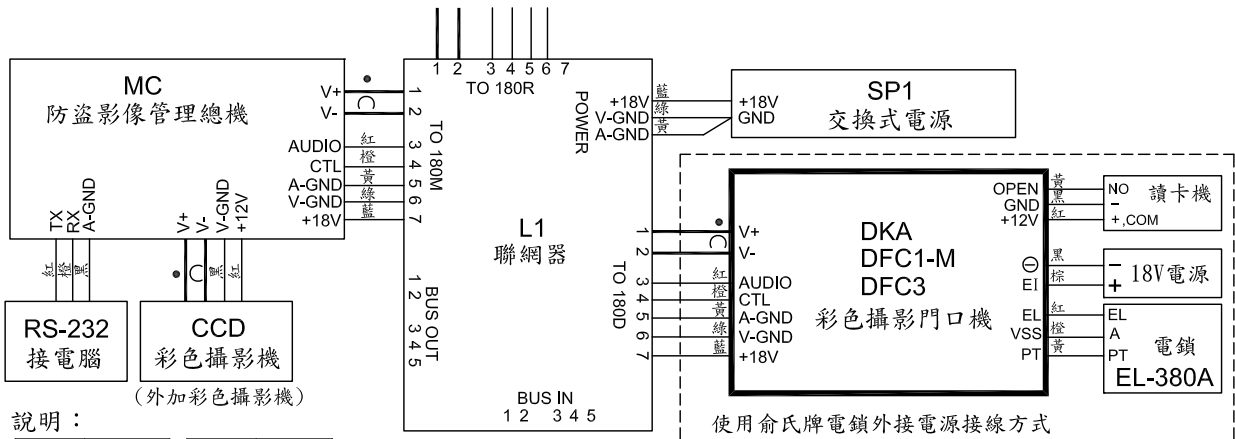 1 2 3 4 5 6 7
TO 180R
MC
防盜影像管理總機
V+
V-
AUDIO 紅
CTL 橙
A-GND 黃
V-GND 綠
+18V 藍
1
2
3
4
5
6
7
TO 180M
TX
RX
A-GND
V+
V-
V-GND
+12V
紅 橙 黑
黑 紅
RS-232
接電腦
CCD
彩色攝影機
(外加彩色攝影機)
L1
聯網器
POWER
+18V 藍
V-GND 綠
A-GND 黃
+18V
GND
SP1
交換式電源
1 2 3 4 5
BUS OUT
BUS IN
1 2 3 4 5
TO 180D
1
2
3
4
5
6
7
V+
V-
紅 AUDIO
橙 CTL
黃 A-GND
綠 V-GND
藍 +18V
DKA
DFC1-M
DFC3
彩色攝影門口機
OPEN 黃 NO
GND 黑 -
+12V 紅 +,COM
讀卡機
⊖ 黑 -
EI 棕 +
18V電源
EL 紅 EL
VSS 橙 A
PT 黃 PT
電鎖
EL-380A
使用俞氏牌電鎖外接電源接線方式
說明：